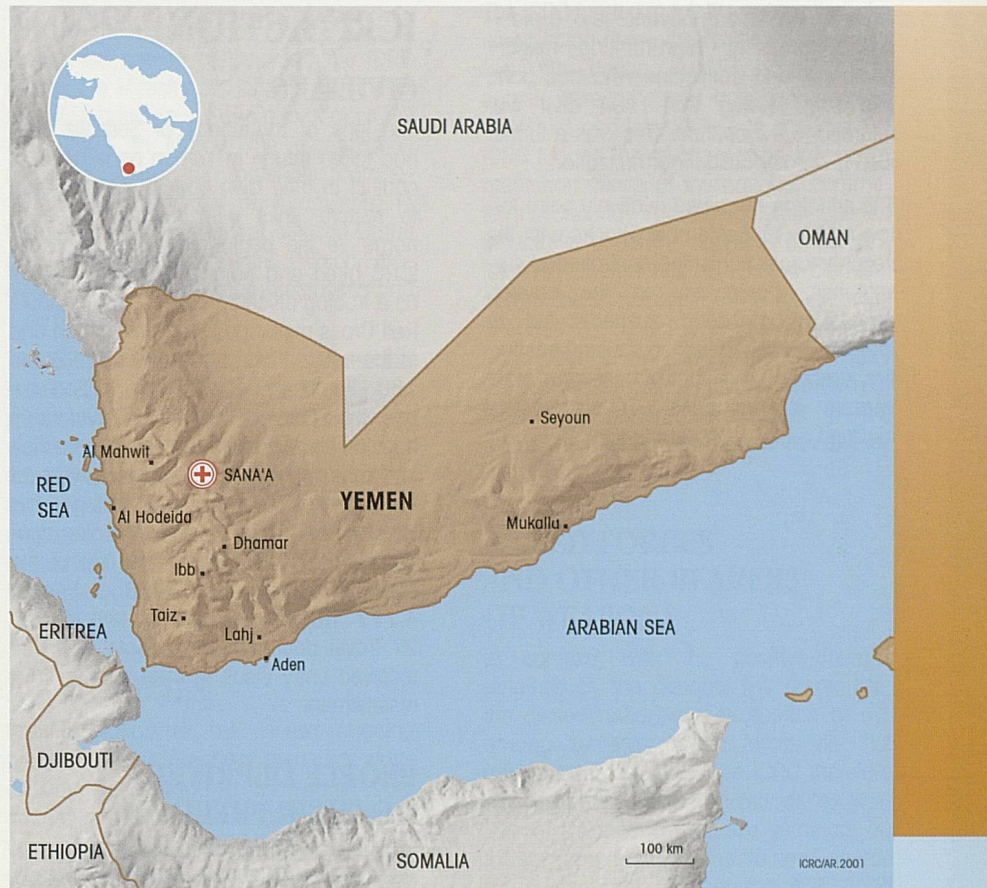 SAUDI ARABIA
OMAN
Seyoun
Al Mahwit
SANA'A
RED
SEA
YEMEN
Al Hodeida
Mukalla
Dhamar
Ibb
Taiz
ERITREA
Lahj
ARABIAN SEA
Aden
DJIBOUTI
ETHIOPIA
SOMALIA
100 km
ICRC/AR.2001